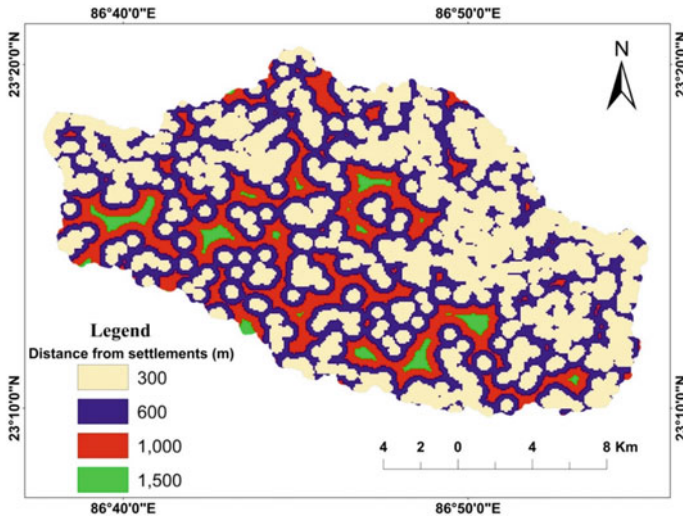 86°40'0"E 86°50'0"E
23°20'0"N 23°20'0"N
N
Legend
Distance from settlements (m)
300
600
1,000
1,500
23°10'0"N 23°10'0"N
4 2 0 4 8 Km
86°40'0"E 86°50'0"E